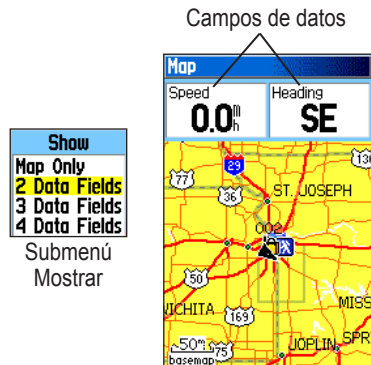 Campos de datos
Map
Speed
0.0 m/h
Heading
SE
Show
Map Only
2 Data Fields
3 Data Fields
4 Data Fields
Submenú
Mostrar
29
36
77
ST. JOSEPH
002
50
ICHITA
169
MISS
SPR
JOPLIN
50m
75
basemap